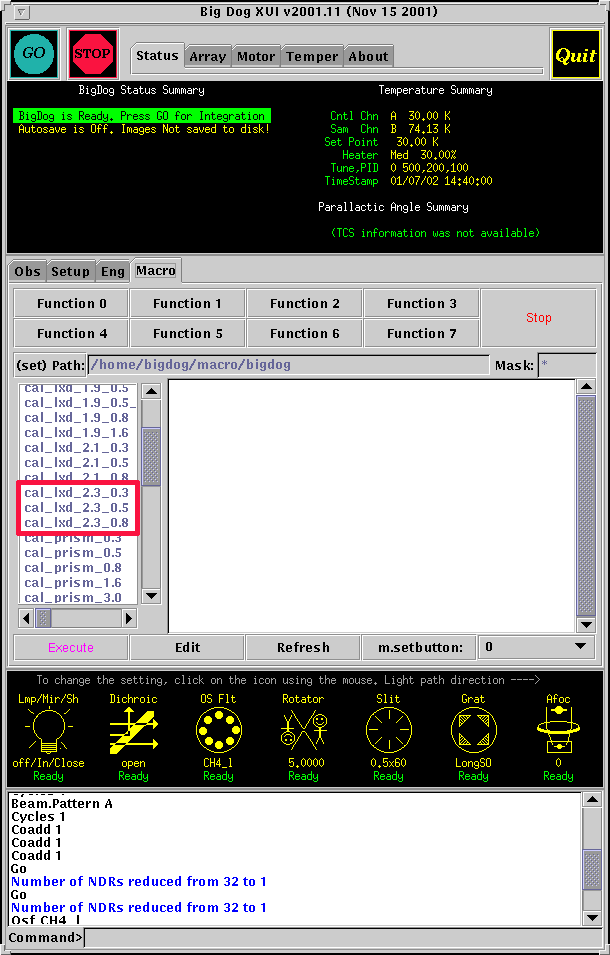 Big Dog XUI v2001.11 (Nov 15 2001)
GO
STOP
Status Array Motor Temper About
Quit
BigDog Status Summary
BigDog is Ready. Press GO for Integration
Autosave is Off. Images Not saved to disk!
Temperature Summary
Cntl Chn A 30.00 K
Sam Chn B 74.13 K
Set Point 30.00 K
Heater Med 30.00%
Tune,PID 0 500,200,100
TimeStamp 01/07/02 14:40:00
Parallactic Angle Summary
(TCS information was not available)
Obs Setup Eng Macro
Function 0 Function 1 Function 2 Function 3
Stop
Function 4 Function 5 Function 6 Function 7
(set) Path: /home/bigdog/macro/bigdog Mask: *
cal_lxd_1.9_0.5
cal_lxd_1.9_0.5_
cal_lxd_1.9_0.8
cal_lxd_1.9_1.6
cal_lxd_2.1_0.3
cal_lxd_2.1_0.5
cal_lxd_2.1_0.8
cal_lxd_2.3_0.3
cal_lxd_2.3_0.5
cal_lxd_2.3_0.8
cal_prism_0.3
cal_prism_0.5
cal_prism_0.8
cal_prism_1.6
cal_prism_3.0
Execute Edit Refresh m.setbutton: 0
To change the setting, click on the icon using the mouse. Light path direction ---->
Lmp/Mir/Sh Dichroic OS Flt Rotator Slit Grat Afoc
off/In/Close open CH4_l 5.0000 0.5x60 LongSO 0
Ready Ready Ready Ready Ready Ready Ready
Cycles 1
Beam.Pattern A
Cycles 1
Coadd 1
Coadd 1
Coadd 1
Go
Number of NDRs reduced from 32 to 1
Go
Number of NDRs reduced from 32 to 1
Osf CH4_l
Command>